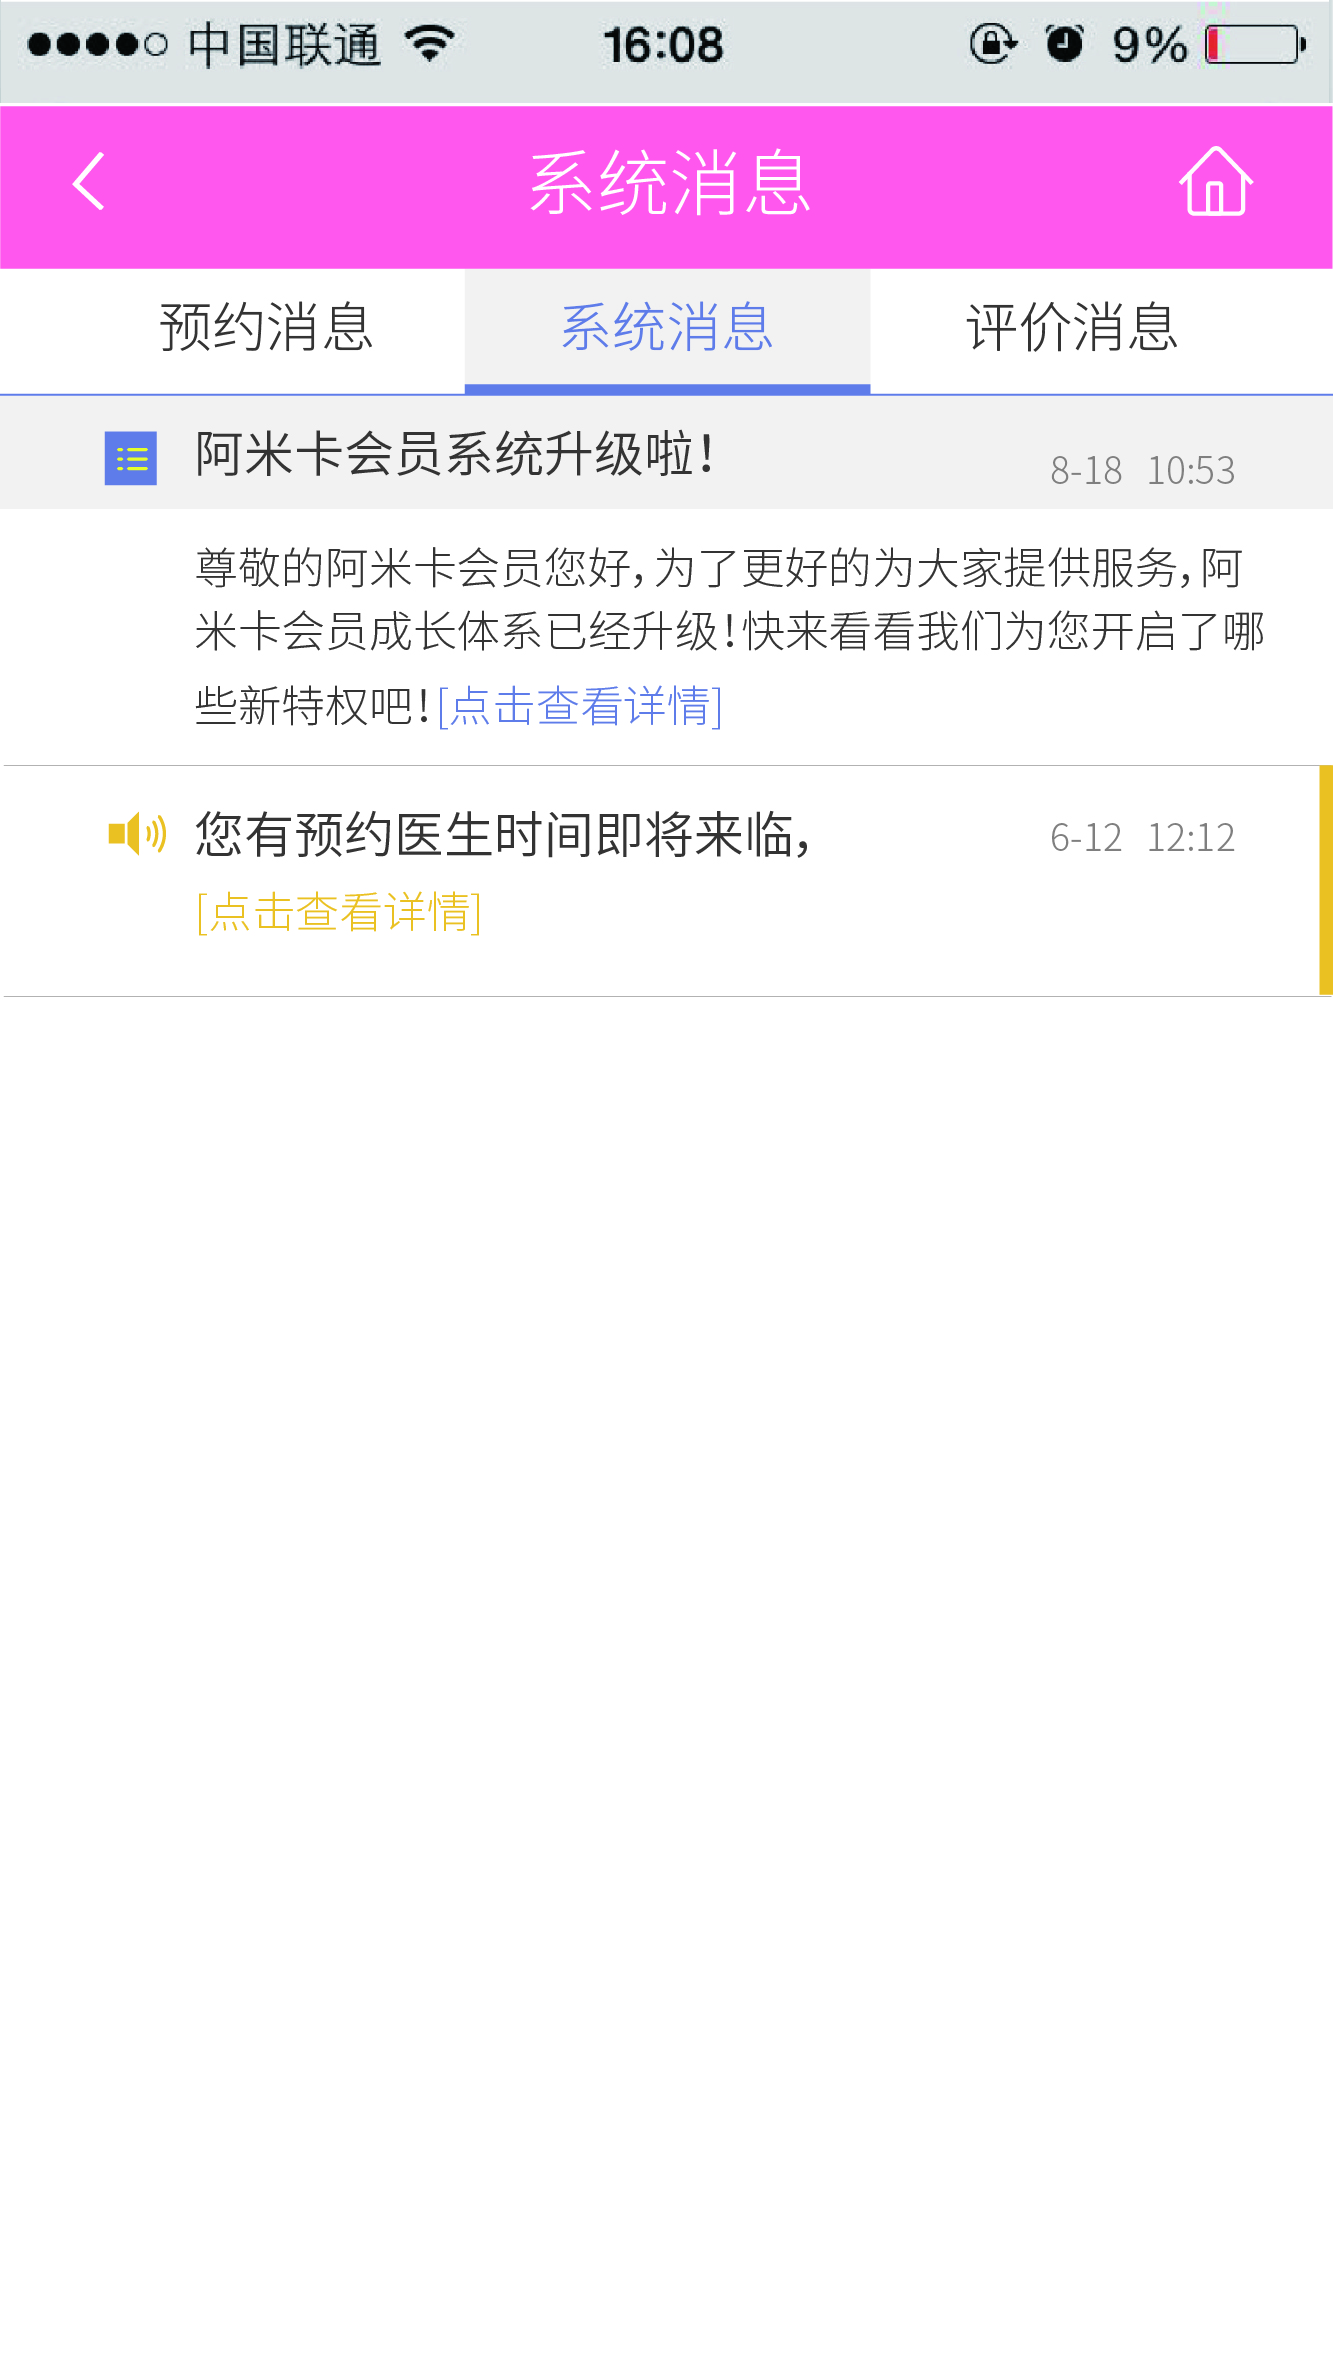 中国联通 16:08 9%
系统消息
预约消息 系统消息 评价消息
阿米卡会员系统升级啦！ 8-18 10:53
尊敬的阿米卡会员您好，为了更好的为大家提供服务，阿
米卡会员成长体系已经升级！快来看看我们为您开启了哪
些新特权吧！[点击查看详情]
您有预约医生时间即将来临， 6-12 12:12
[点击查看详情]